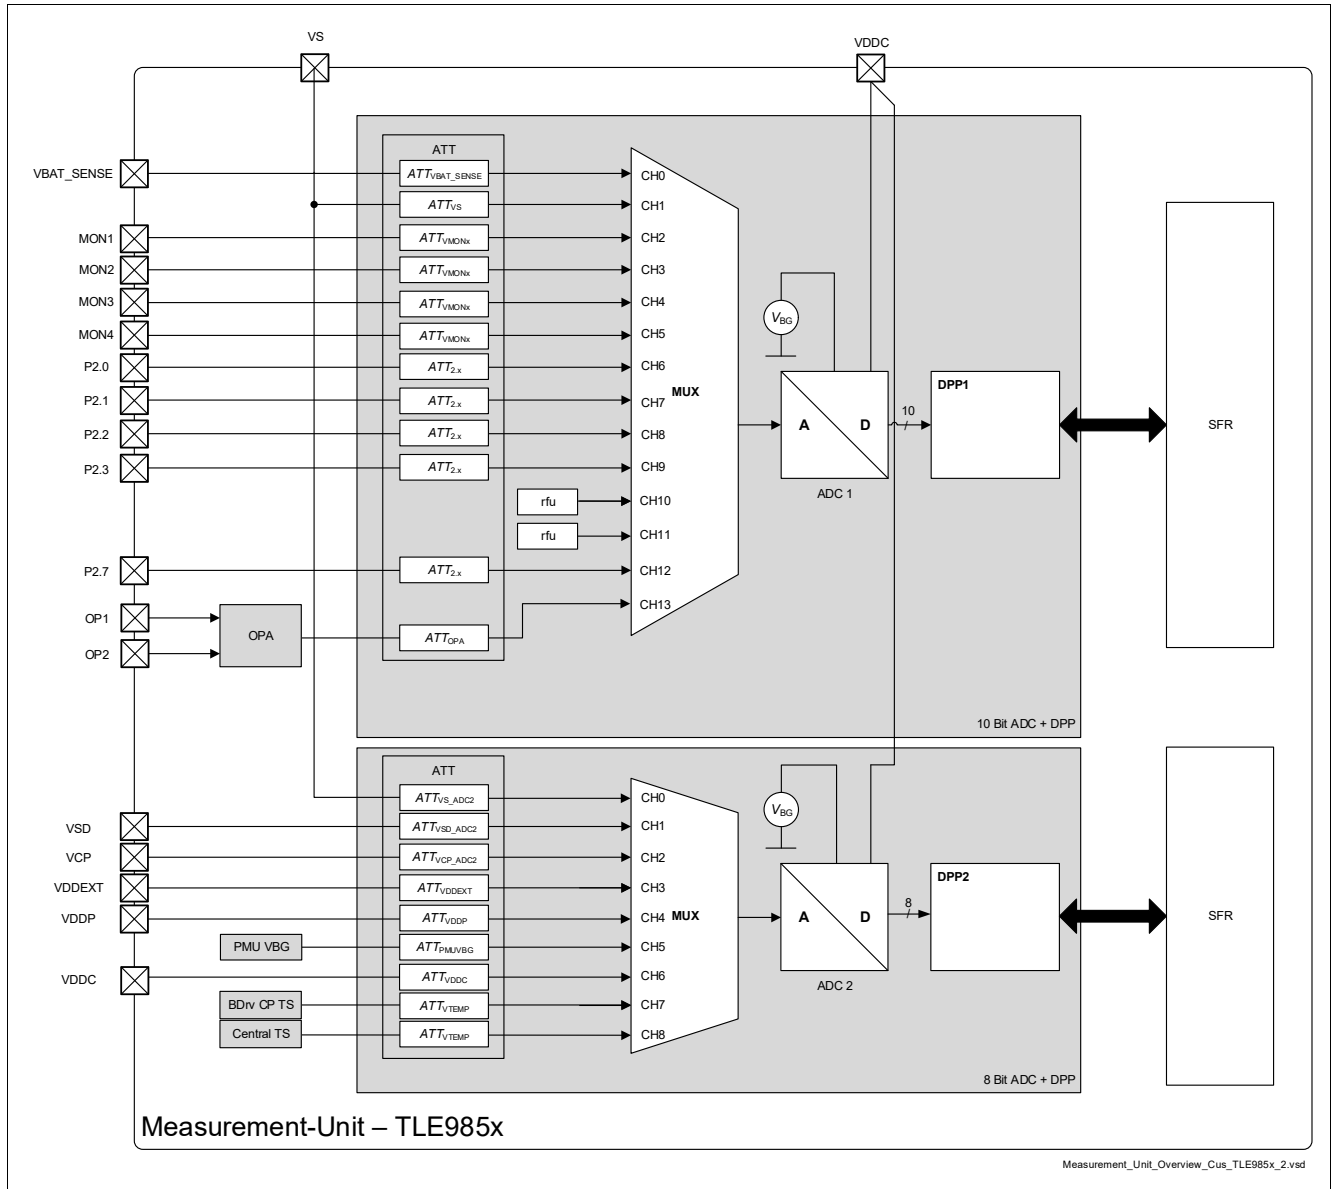 VS
VDDC
ATT
VBAT_SENSE ATTVBAT_SENSE CH0
ATTVS CH1
MON1 ATTVMONx CH2
MON2 ATTVMONx CH3
MON3 ATTVMONx CH4
VBG
MON4 ATTVMONx CH5
P2.0 ATT2.x CH6
MUX
DPP1
P2.1 ATT2.x CH7
10
A D
SFR
P2.2 ATT2.x CH8
P2.3 ATT2.x CH9
ADC 1
rfu CH10
rfu CH11
P2.7 ATT2.x CH12
CH13
OP1
OPA ATTOPA
OP2
10 Bit ADC + DPP
ATT
ATTVS_ADC2 CH0
VBG
VSD ATTVSD_ADC2 CH1
VCP ATTVCP_ADC2 CH2
DPP2
VDDEXT ATTVDDEXT CH3
8
VDDP ATTVDDP CH4 MUX
A D
SFR
PMU VBG ATTPMUVBG CH5
VDDC ATTVDDC CH6
ADC 2
BDrv CP TS ATTVTEMP CH7
Central TS ATTVTEMP CH8
8 Bit ADC + DPP
Measurement-Unit – TLE985x
Measurement_Unit_Overview_Cus_TLE985x_2.vsd